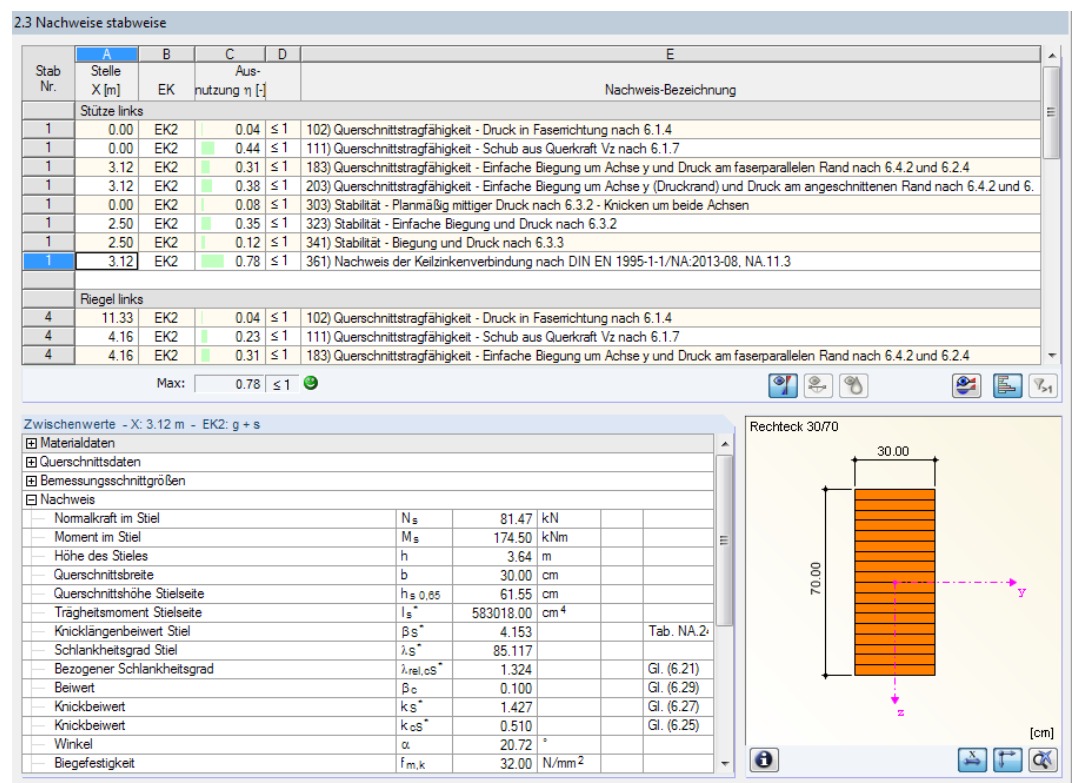 2.3 Nachweise stabweise
A B C D E
Stab Stelle Aus-
Nr. X [m] EK nutzung η [-] Nachweis-Bezeichnung
Stütze links
1 0.00 EK2 0.04 ≤ 1 102) Querschnittstragfähigkeit - Druck in Faserrichtung nach 6.1.4
1 0.00 EK2 0.44 ≤ 1 111) Querschnittstragfähigkeit - Schub aus Querkraft Vz nach 6.1.7
1 3.12 EK2 0.31 ≤ 1 183) Querschnittstragfähigkeit - Einfache Biegung um Achse y und Druck am faserparallelen Rand nach 6.4.2 und 6.2.4
1 3.12 EK2 0.38 ≤ 1 203) Querschnittstragfähigkeit - Einfache Biegung um Achse y (Druckrand) und Druck am angeschnittenen Rand nach 6.4.2 und 6.
1 0.00 EK2 0.08 ≤ 1 303) Stabilität - Planmäßig mittiger Druck nach 6.3.2 - Knicken um beide Achsen
1 2.50 EK2 0.35 ≤ 1 323) Stabilität - Einfache Biegung und Druck nach 6.3.2
1 2.50 EK2 0.12 ≤ 1 341) Stabilität - Biegung und Druck nach 6.3.3
1 3.12 EK2 0.78 ≤ 1 361) Nachweis der Keilzinkenverbindung nach DIN EN 1995-1-1/NA:2013-08, NA.11.3
Riegel links
4 11.33 EK2 0.04 ≤ 1 102) Querschnittstragfähigkeit - Druck in Faserrichtung nach 6.1.4
4 4.16 EK2 0.23 ≤ 1 111) Querschnittstragfähigkeit - Schub aus Querkraft Vz nach 6.1.7
4 4.16 EK2 0.31 ≤ 1 183) Querschnittstragfähigkeit - Einfache Biegung um Achse y und Druck am faserparallelen Rand nach 6.4.2 und 6.2.4
Max: 0.78 ≤ 1
>1
Zwischenwerte - X: 3.12 m - EK2: g + s
Materialdaten
Querschnittsdaten
Bemessungsschnittgrößen
Nachweis
Normalkraft im Stiel Ns 81.47 kN
Moment im Stiel Ms 174.50 kNm
Höhe des Stieles h 3.64 m
Querschnittsbreite b 30.00 cm
Querschnittshöhe Stielseite hs 0,65 61.55 cm
Trägheitsmoment Stielseite Is* 583018.00 cm4
Knicklängenbeiwert Stiel βs* 4.153 Tab. NA.2
Schlankheitsgrad Stiel λs* 85.117
Bezogener Schlankheitsgrad λrel,cS* 1.324 Gl. (6.21)
Beiwert βc 0.100 Gl. (6.29)
Knickbeiwert ks* 1.427 Gl. (6.27)
Knickbeiwert kcS* 0.510 Gl. (6.25)
Winkel α 20.72 °
Biegefestigkeit fm,k 32.00 N/mm2
Rechteck 30/70
30.00
70.00
y
z
[cm]
x